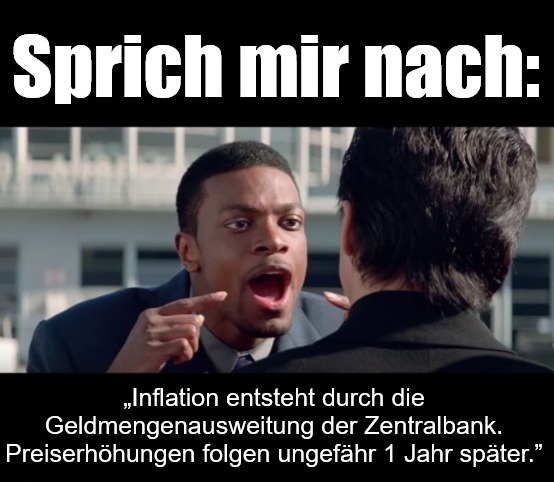 Sprich mir nach:
„Inflation entsteht durch die
Geldmengenausweitung der Zentralbank.
Preiserhöhungen folgen ungefähr 1 Jahr später.”